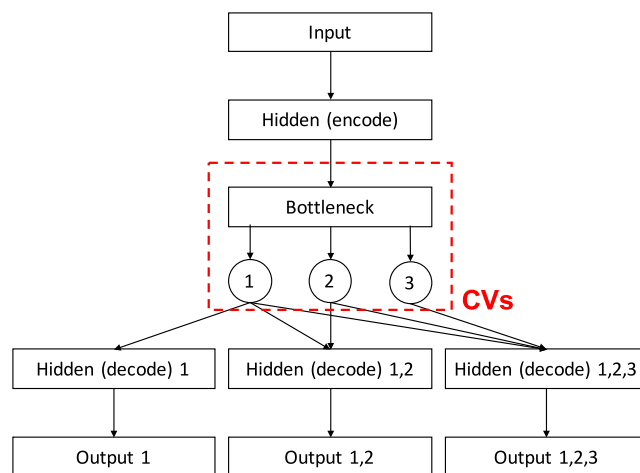 Input
Hidden (encode)
Bottleneck
1
2
3
CVs
Hidden (decode) 1
Hidden (decode) 1,2
Hidden (decode) 1,2,3
Output 1
Output 1,2
Output 1,2,3